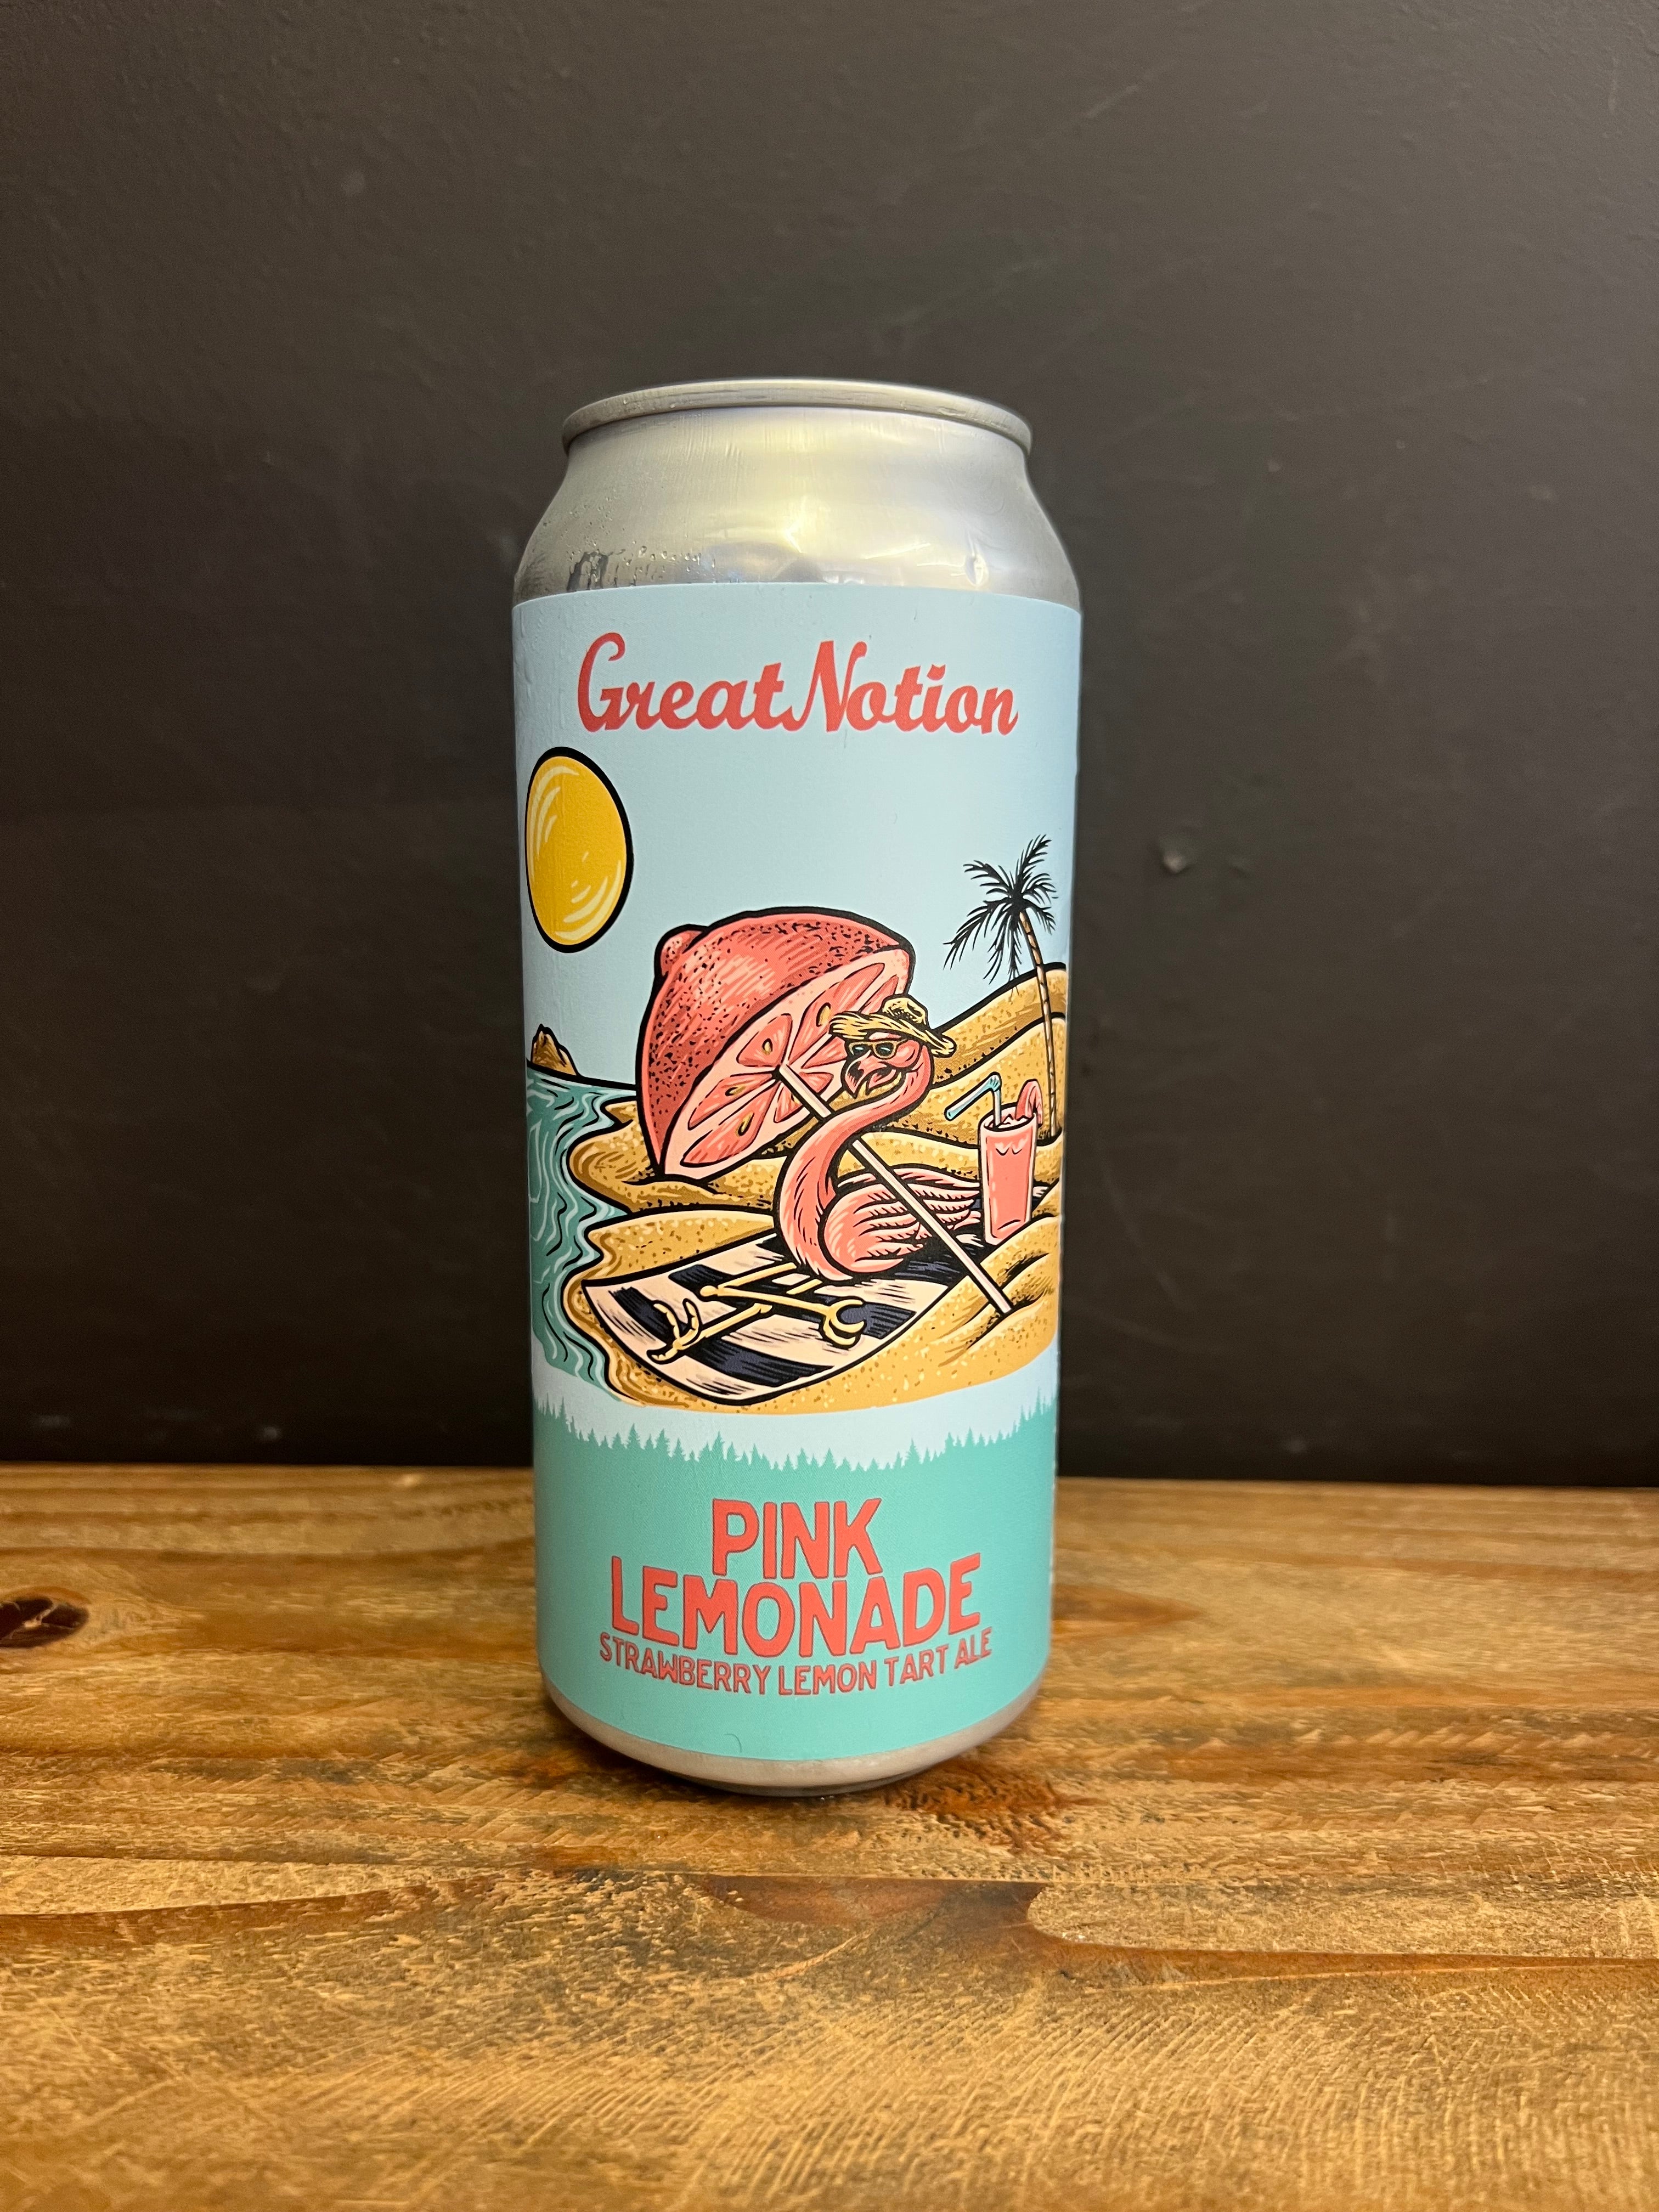 Great Notion
PINK
LEMONADE
STRAWBERRY LEMON TART ALE